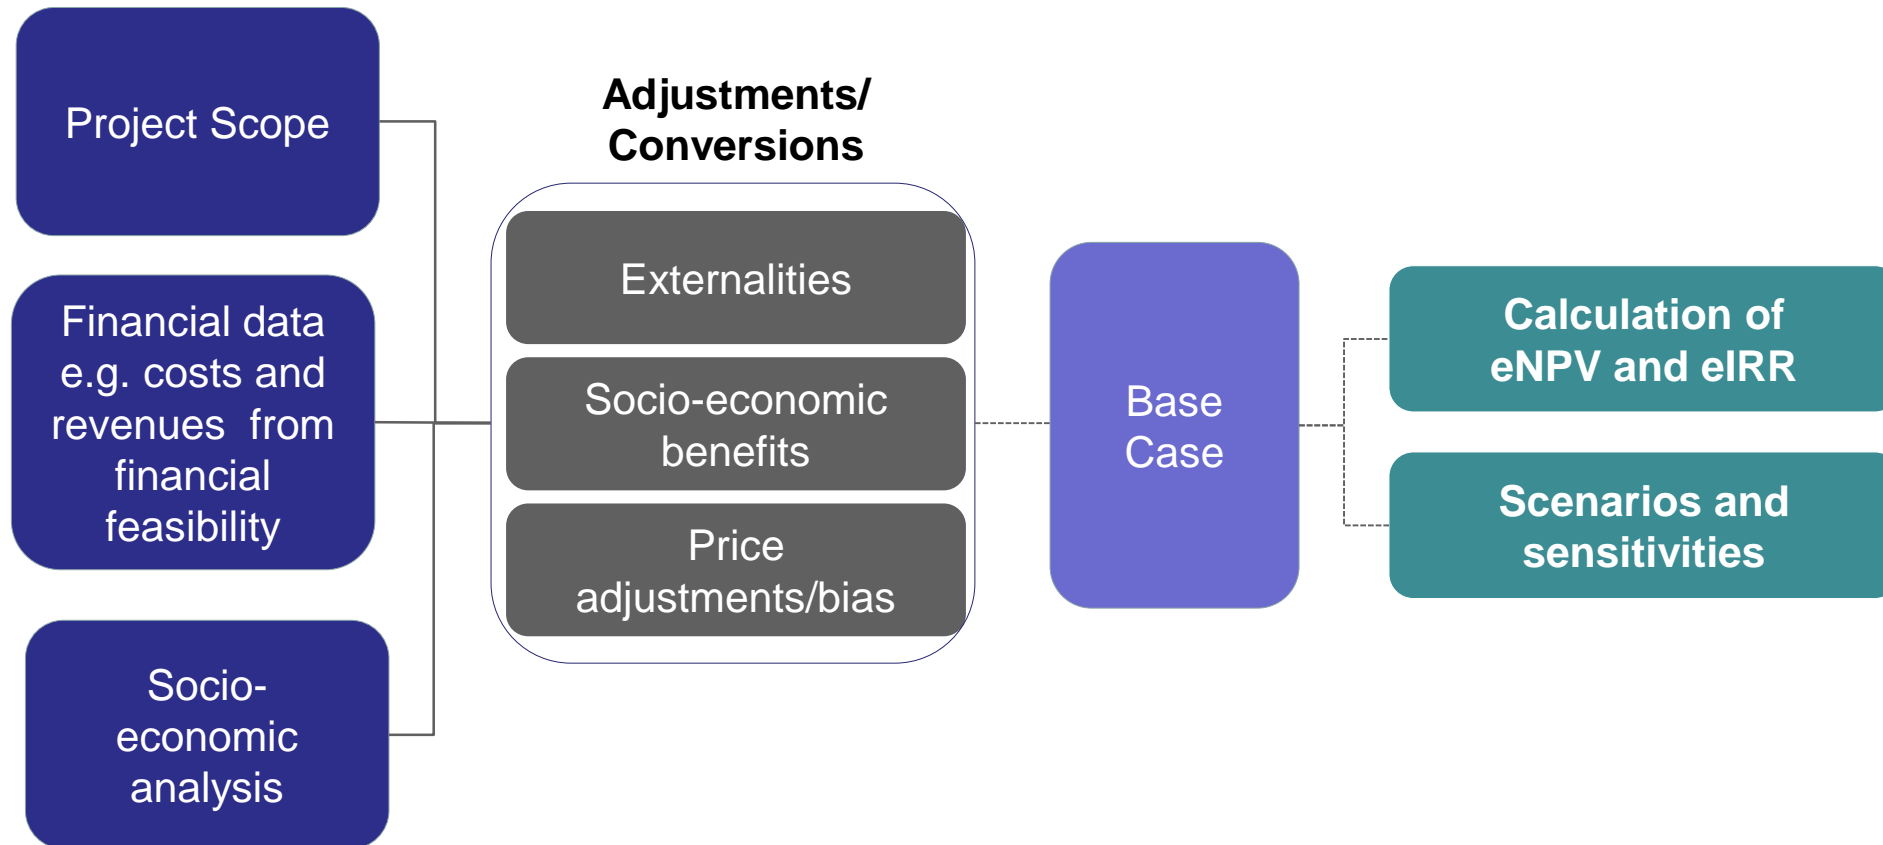 Project Scope
Financial data
e.g. costs and
revenues  from
financial
feasibility
Socio-
economic
analysis
Adjustments/
Conversions
Externalities
Socio-economic
benefits
Price
adjustments/bias
Base
Case
Calculation of
eNPV and eIRR
Scenarios and
sensitivities